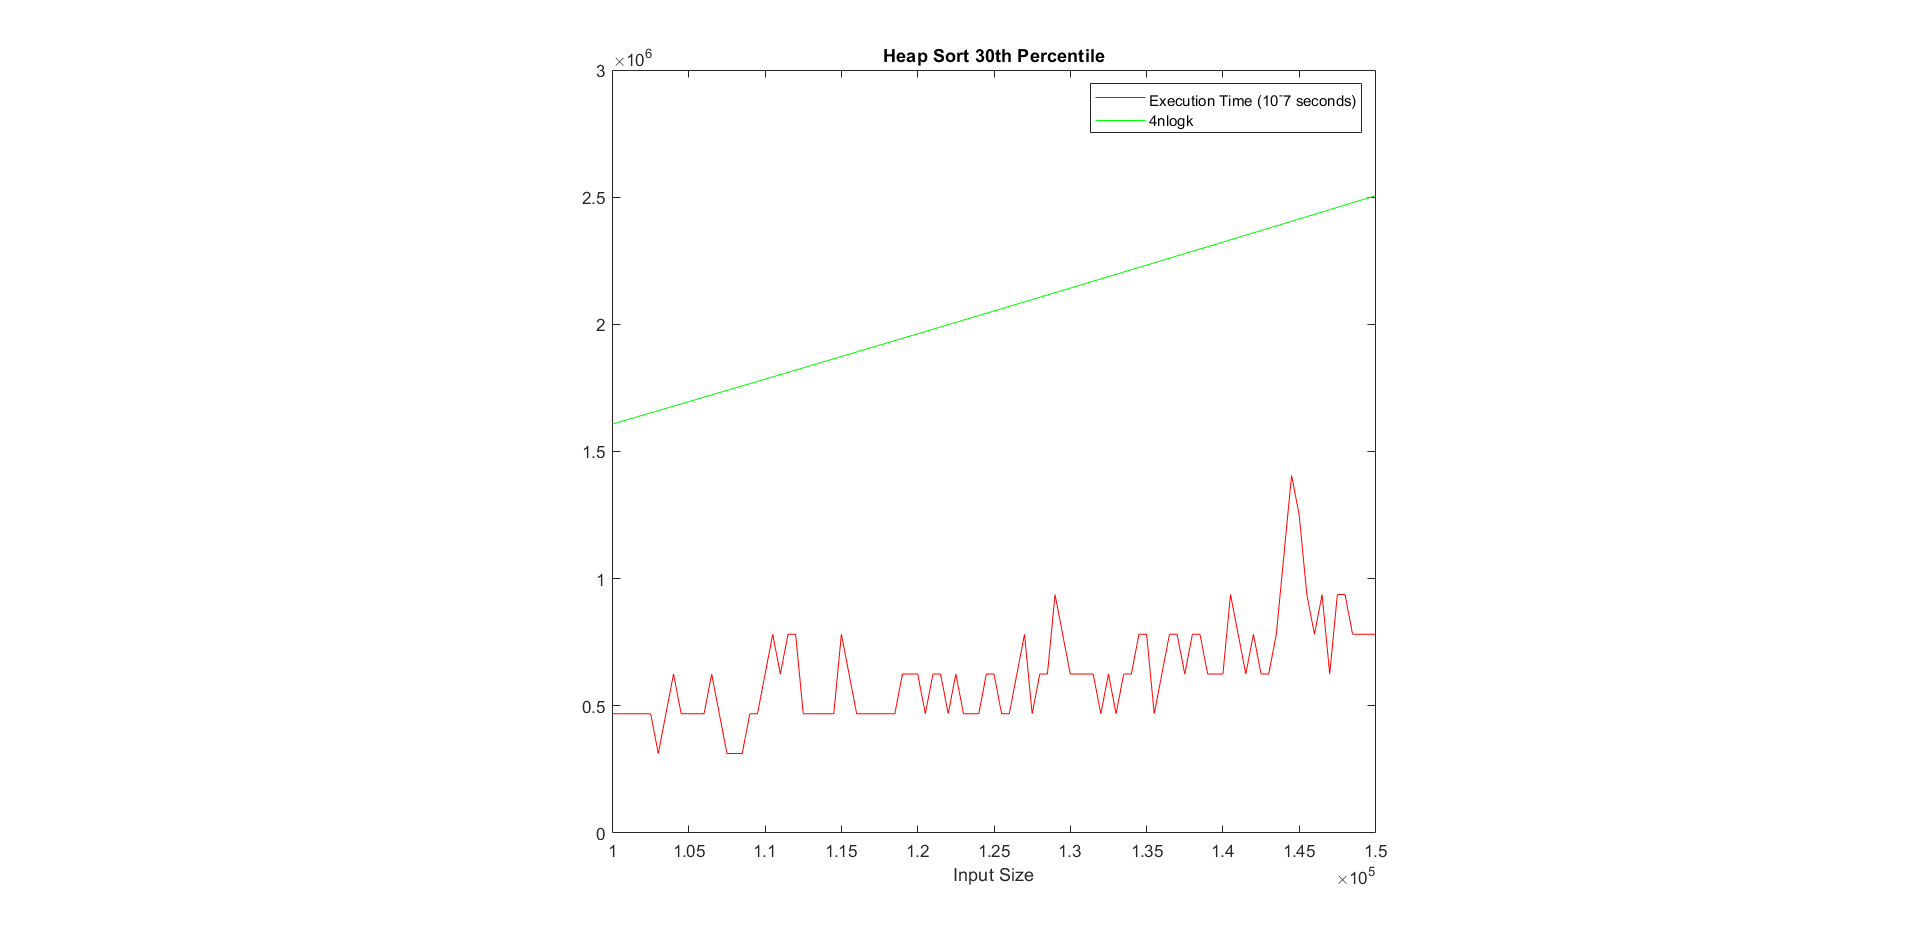 Heap Sort 30th Percentile
×10^6
Execution Time (10^-7 seconds)
4nlogk
3
2.5
2
1.5
1
0.5
0
1 1.05 1.1 1.15 1.2 1.25 1.3 1.35 1.4 1.45 1.5
Input Size
×10^5